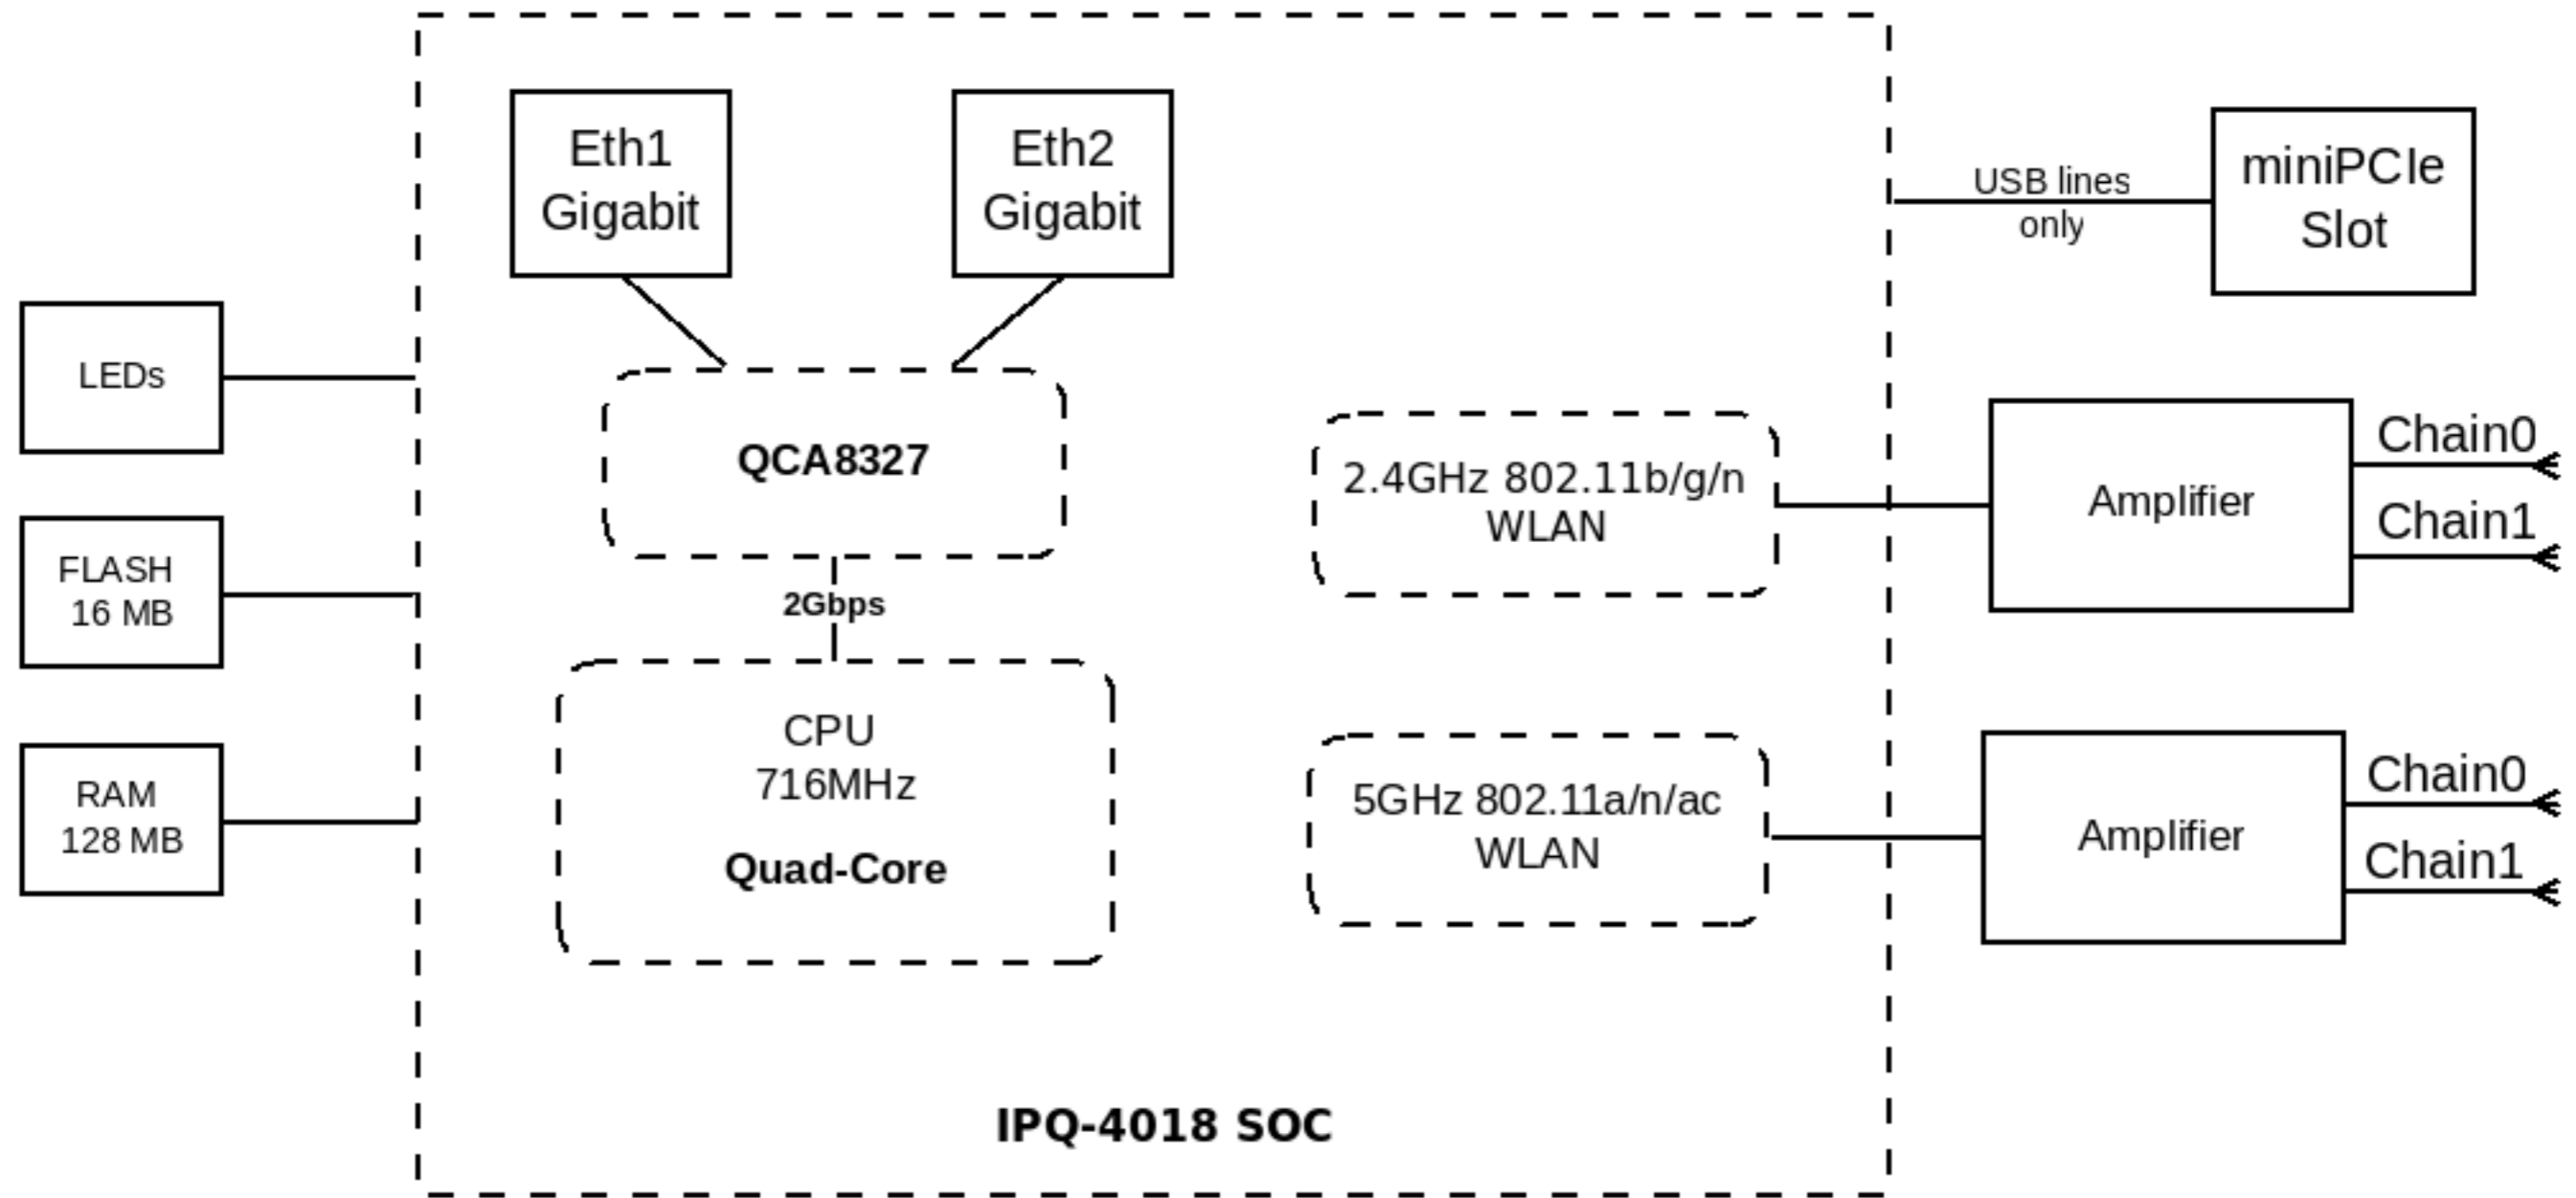 Eth1
Gigabit
Eth2
Gigabit
miniPCIe
Slot
USB lines
only
LEDs
QCA8327
2.4GHz 802.11b/g/n
WLAN
Amplifier
Chain0
Chain1
FLASH
16 MB
2Gbps
CPU
716MHz
Quad-Core
5GHz 802.11a/n/ac
WLAN
Amplifier
Chain0
Chain1
RAM
128 MB
IPQ-4018 SOC